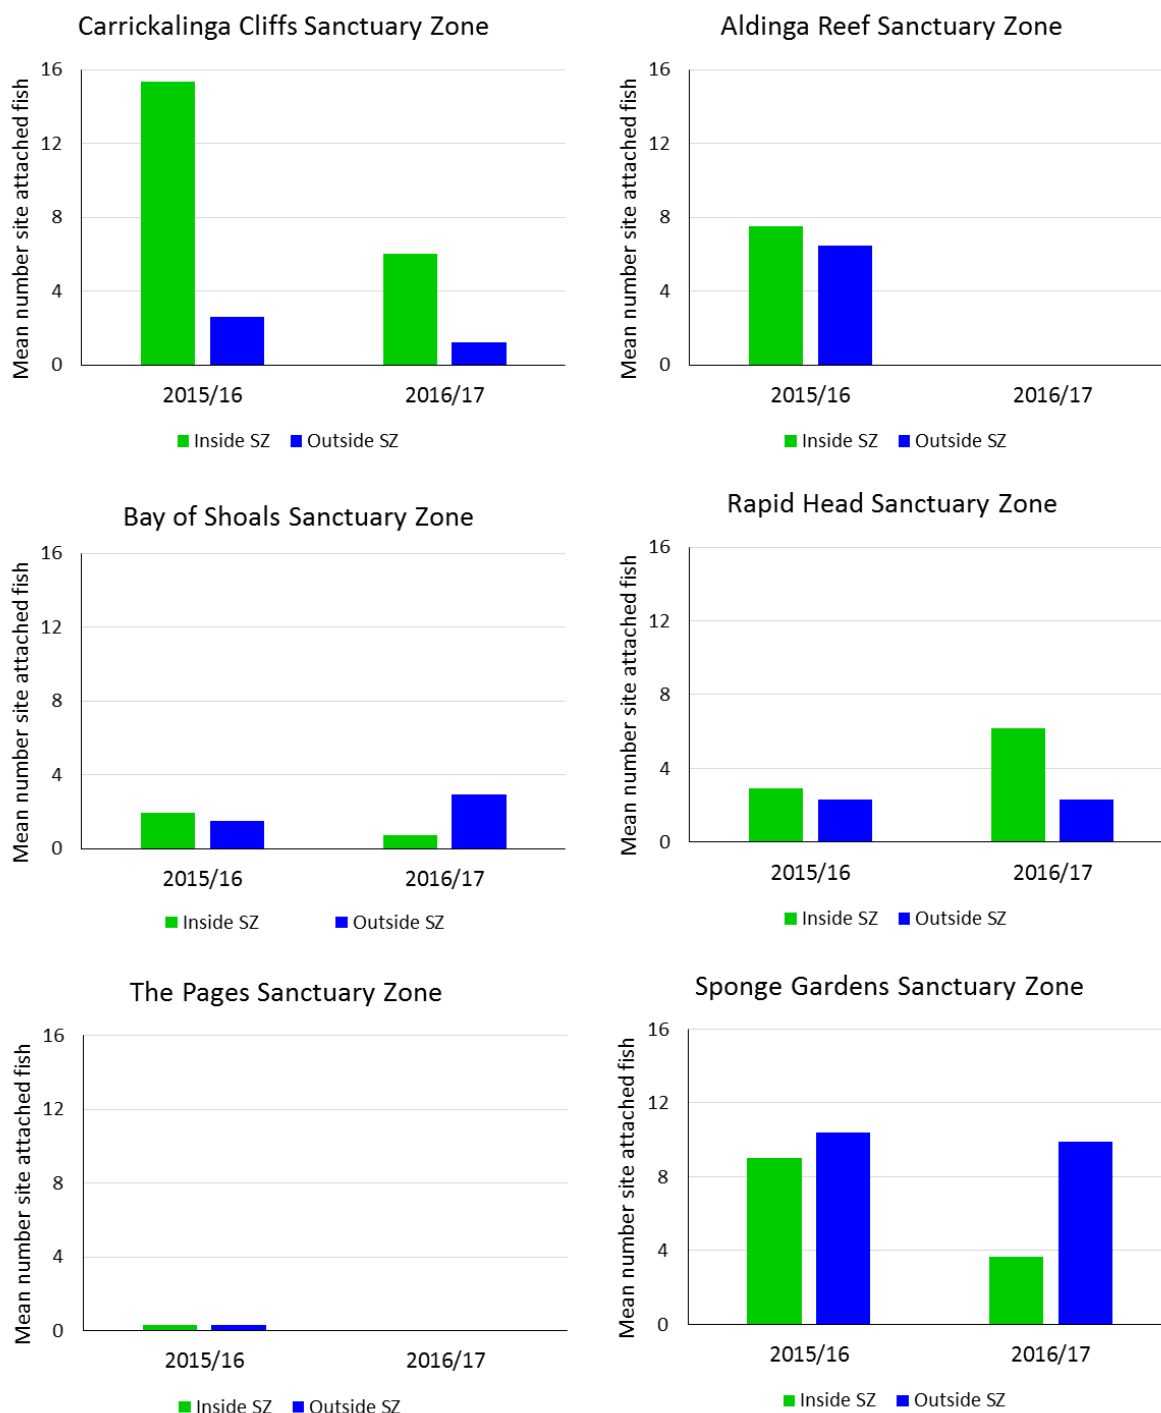 Carrickalinga Cliffs Sanctuary Zone
Mean number site attached fish
16
12
8
4
0
2015/16 2016/17
Inside SZ Outside SZ
Aldinga Reef Sanctuary Zone
Mean number site attached fish
16
12
8
4
0
2015/16 2016/17
Inside SZ Outside SZ
Bay of Shoals Sanctuary Zone
Mean number site attached fish
16
12
8
4
0
2015/16 2016/17
Inside SZ Outside SZ
Rapid Head Sanctuary Zone
Mean number site attached fish
16
12
8
4
0
2015/16 2016/17
Inside SZ Outside SZ
The Pages Sanctuary Zone
Mean number site attached fish
16
12
8
4
0
2015/16 2016/17
Inside SZ Outside SZ
Sponge Gardens Sanctuary Zone
Mean number site attached fish
16
12
8
4
0
2015/16 2016/17
Inside SZ Outside SZ